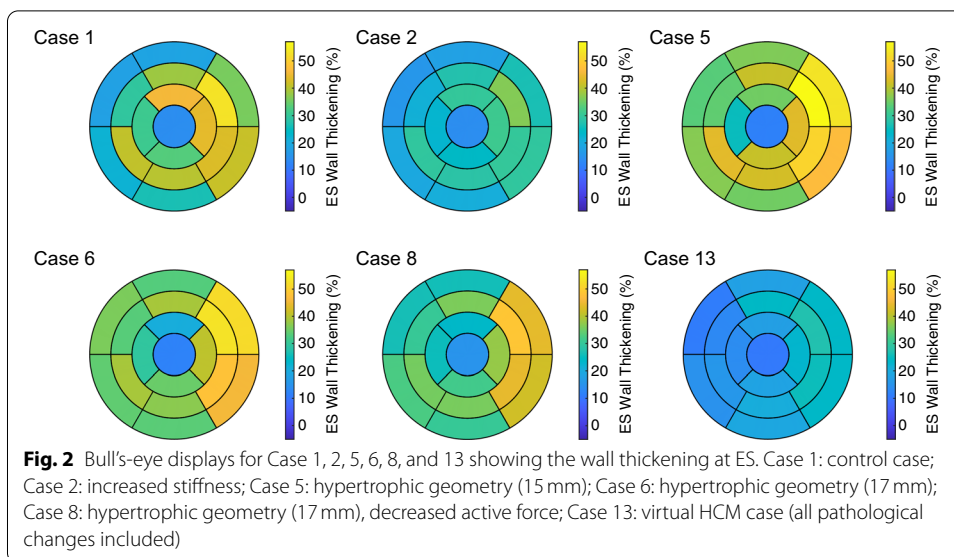 Case 1
50
40
30
20
10
0
ES Wall Thickening (%)
Case 2
50
40
30
20
10
0
ES Wall Thickening (%)
Case 5
50
40
30
20
10
0
ES Wall Thickening (%)
Case 6
50
40
30
20
10
0
ES Wall Thickening (%)
Case 8
50
40
30
20
10
0
ES Wall Thickening (%)
Case 13
50
40
30
20
10
0
ES Wall Thickening (%)
Fig. 2 Bull's-eye displays for Case 1, 2, 5, 6, 8, and 13 showing the wall thickening at ES. Case 1: control case;
Case 2: increased stiffness; Case 5: hypertrophic geometry (15 mm); Case 6: hypertrophic geometry (17 mm);
Case 8: hypertrophic geometry (17 mm), decreased active force; Case 13: virtual HCM case (all pathological
changes included)